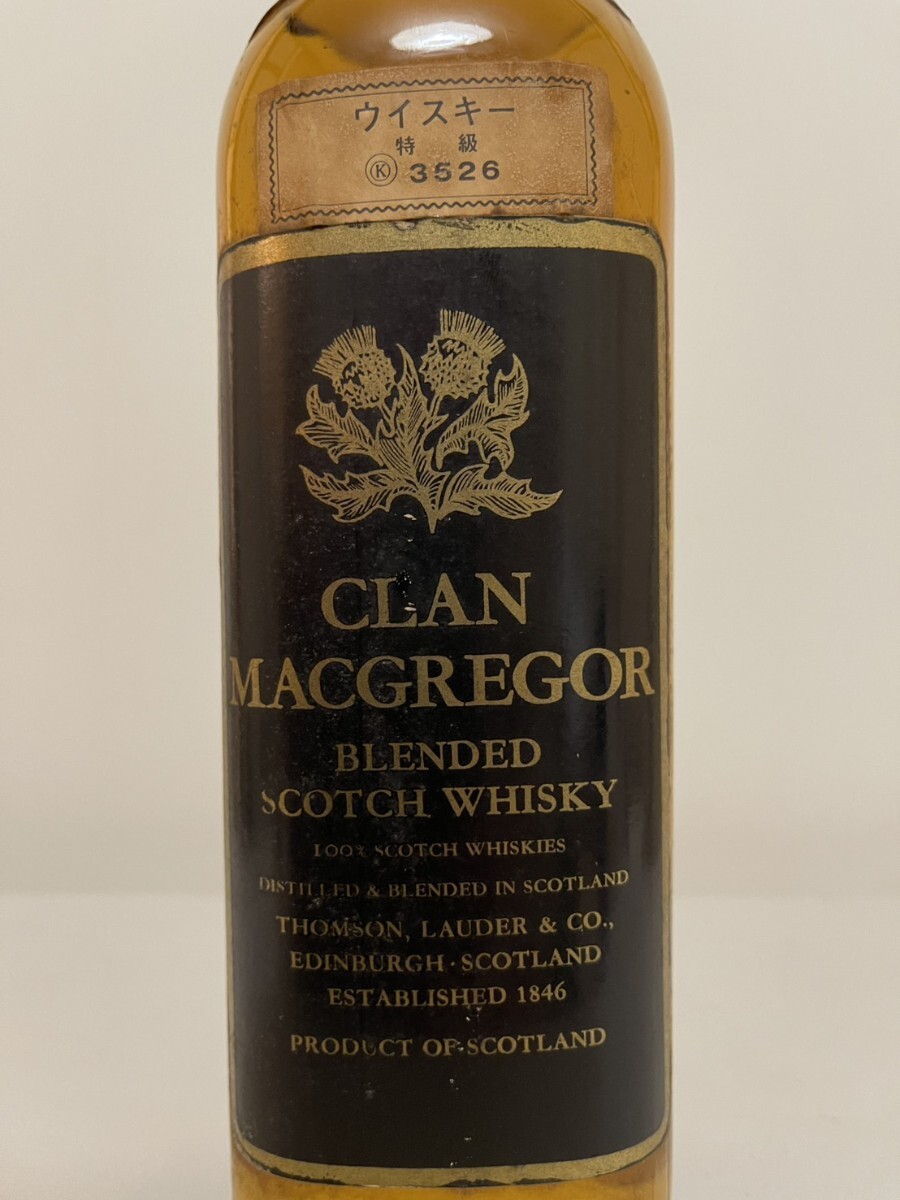 ウイスキー
特 級
Ⓚ 3526
CLAN
MACGREGOR
BLENDED
SCOTCH WHISKY
100% SCOTCH WHISKIES
DISTILLED & BLENDED IN SCOTLAND
THOMSON, LAUDER & CO.,
EDINBURGH · SCOTLAND
ESTABLISHED 1846
PRODUCT OF SCOTLAND